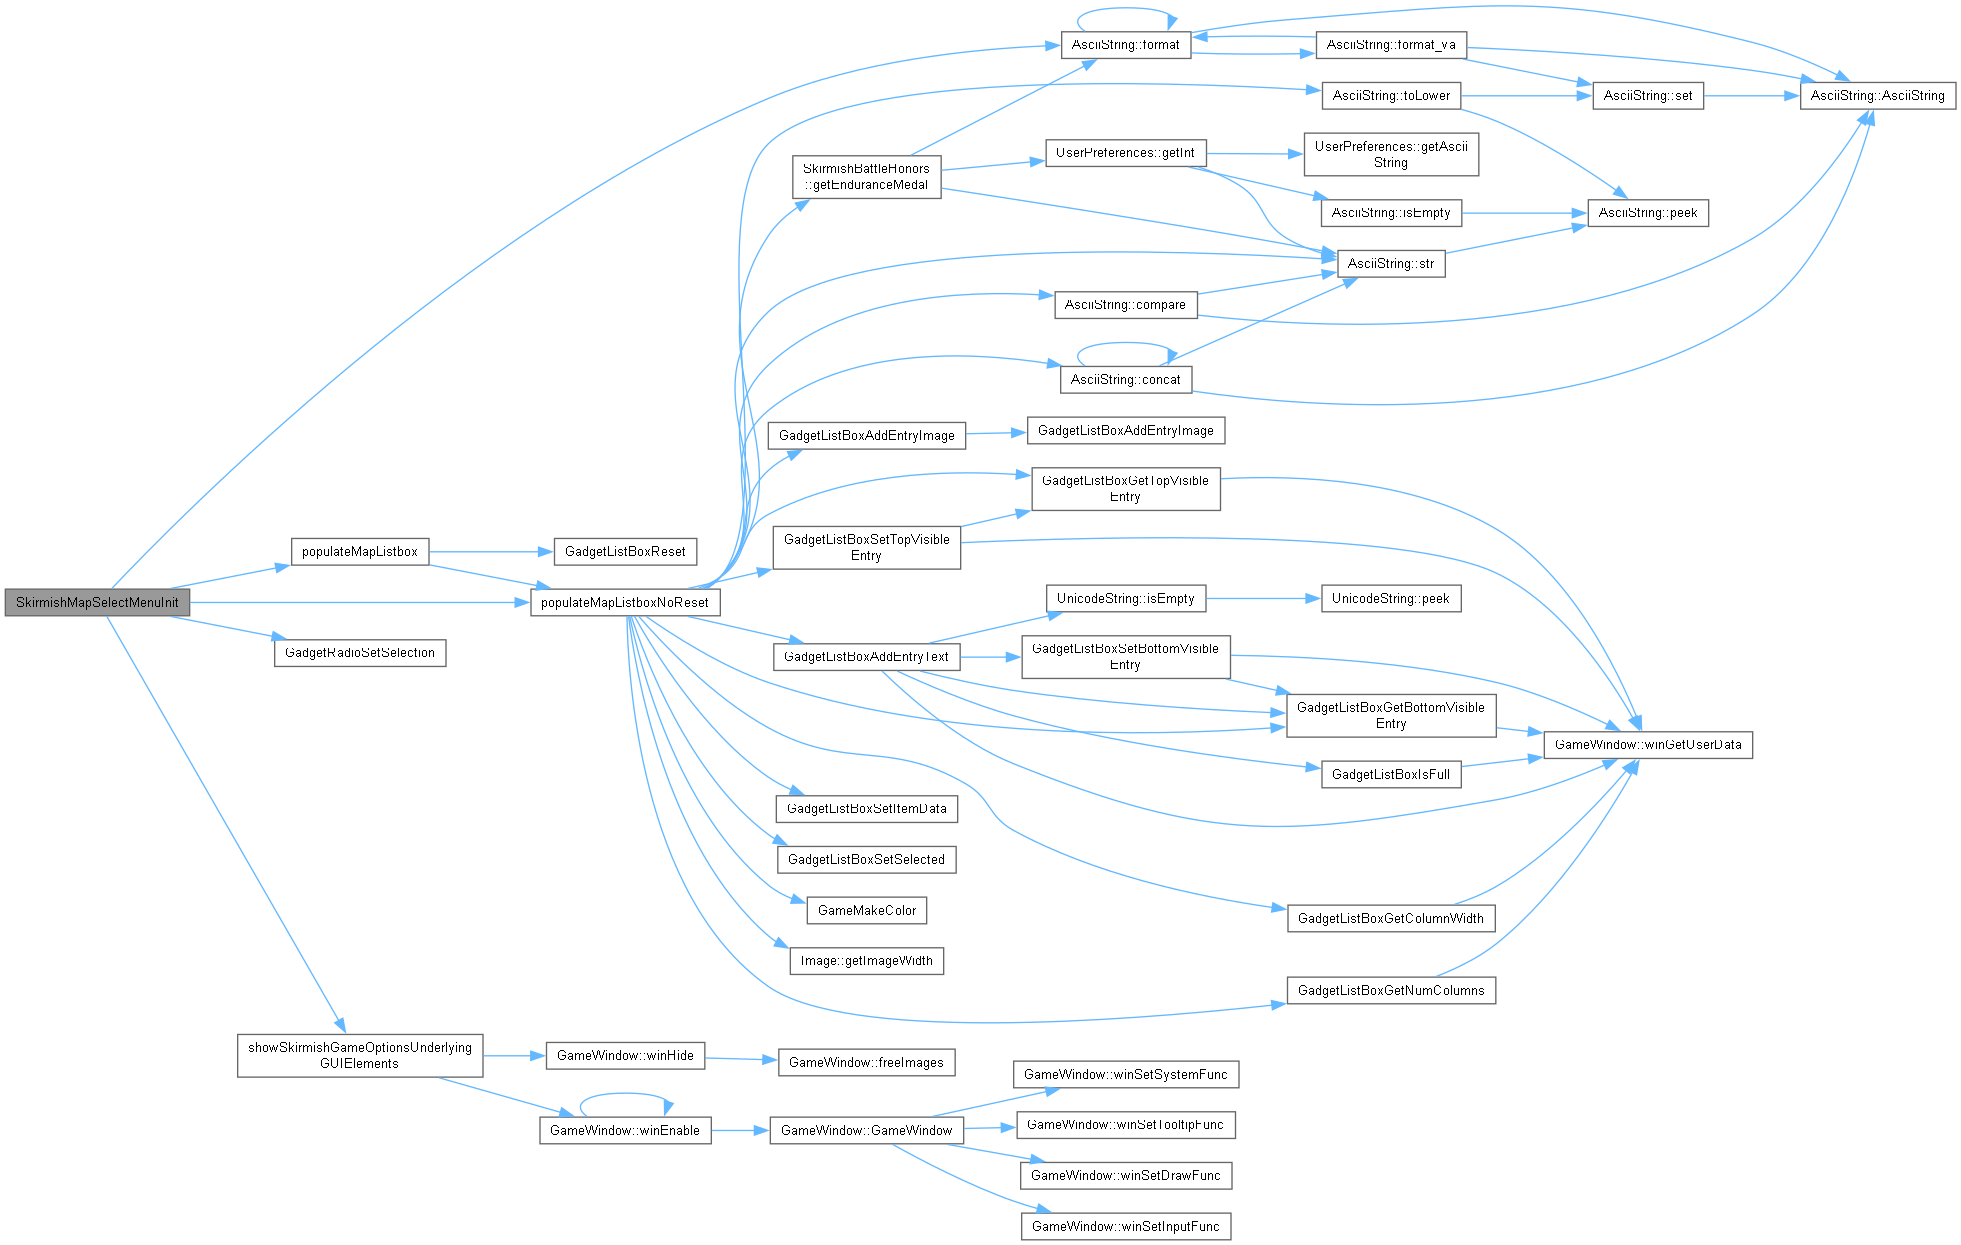 AsciiString::format
AsciiString::format_va
AsciiString::toLower
AsciiString::set
AsciiString::AsciiString
SkirmishBattleHonors
::getEnduranceMedal
UserPreferences::getInt
UserPreferences::getAscii
String
AsciiString::isEmpty
AsciiString::peek
AsciiString::str
AsciiString::compare
AsciiString::concat
GadgetListBoxAddEntryImage
GadgetListBoxAddEntryImage
GadgetListBoxGetTopVisible
Entry
GadgetListBoxSetTopVisible
Entry
populateMapListbox
GadgetListBoxReset
SkirmishMapSelectMenuInit
populateMapListboxNoReset
GadgetRadioSetSelection
UnicodeString::isEmpty
UnicodeString::peek
GadgetListBoxAddEntryText
GadgetListBoxSetBottomVisible
Entry
GadgetListBoxGetBottomVisible
Entry
GameWindow::winGetUserData
GadgetListBoxIsFull
GadgetListBoxSetItemData
GadgetListBoxSetSelected
GameMakeColor
GadgetListBoxGetColumnWidth
Image::getImageWidth
GadgetListBoxGetNumColumns
showSkirmishGameOptionsUnderlying
GUIElements
GameWindow::winHide
GameWindow::freeImages
GameWindow::winEnable
GameWindow::GameWindow
GameWindow::winSetSystemFunc
GameWindow::winSetTooltipFunc
GameWindow::winSetDrawFunc
GameWindow::winSetInputFunc